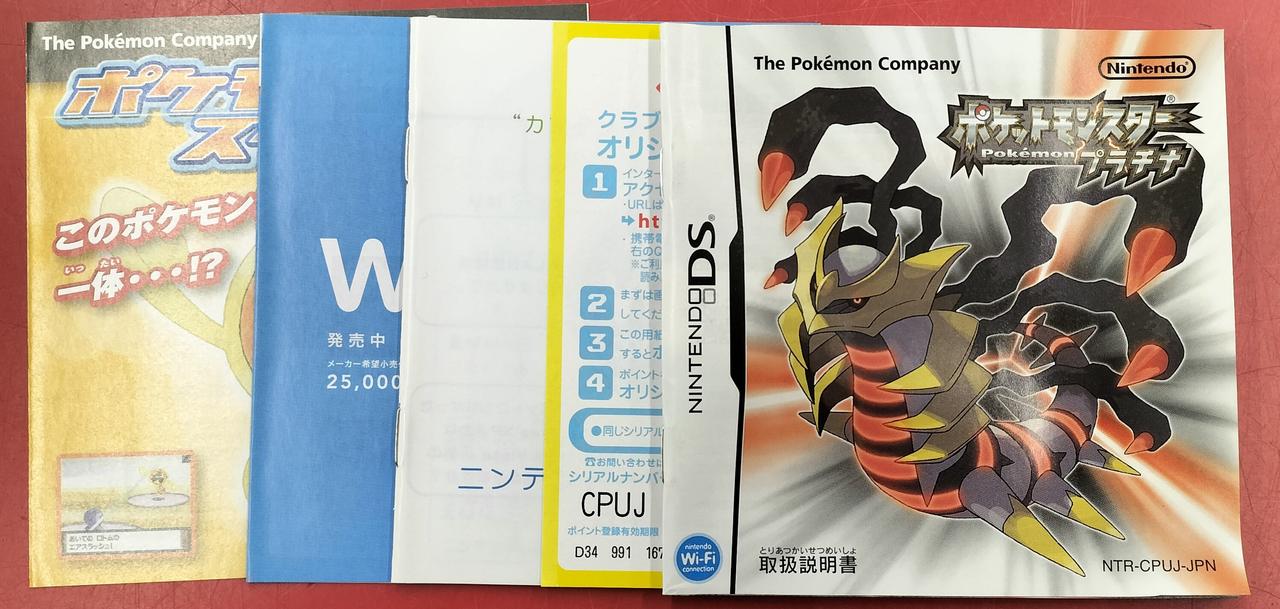 The Pokémon Company
ポケモ
ス
このポケモン
いっ たい
一体・・・!?
あいての ロトムの
エアスラッシュ!
W
発売中
メーカー希望小売
25,000
“カ
ニンテ
クラブ
オリジ
1
インター
アクセ
・URLは
ht
・携帯電
右のQ
※ご利
読み
2
まずは画
してくだ
3
この用紙
すると
4
ポイント
オリジ
●同じシリアル
☎お問い合わせは
シリアルナンバ
CPUJ
ポイント登録有効期限
D34 991 167
NINTENDO DS®
nintendo
Wi-Fi
connection
The Pokémon Company
Nintendo®
ポケットモンスター®
Pokémon プラチナ
とりあつかいせつめいしょ
取扱説明書
NTR-CPUJ-JPN